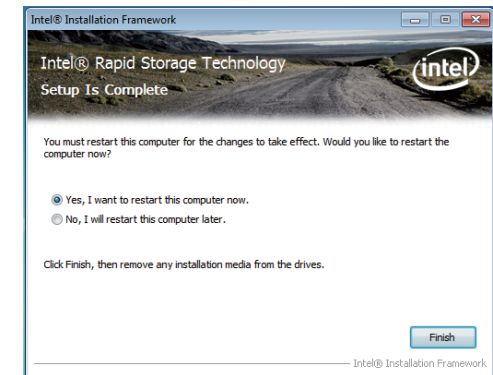 Intel® Installation Framework
Intel® Rapid Storage Technology
Setup Is Complete
intel
You must restart this computer for the changes to take effect. Would you like to restart the
computer now?
Yes, I want to restart this computer now.
No, I will restart this computer later.
Click Finish, then remove any installation media from the drives.
Finish
Intel® Installation Framework